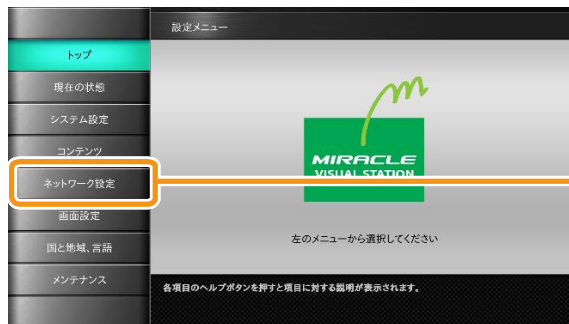 設定メニュー
トップ
現在の状態
システム設定
コンテンツ
ネットワーク設定
画面設定
国と地域、言語
メンテナンス
m
MIRACLE
VISUAL STATION
左のメニューから選択してください
各項目のヘルプボタンを押すと項目に対する説明が表示されます。